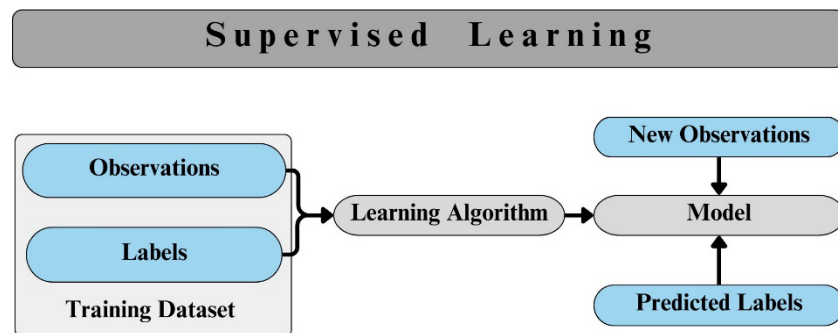 Supervised Learning
Observations
Labels
Training Dataset
Learning Algorithm
New Observations
Model
Predicted Labels